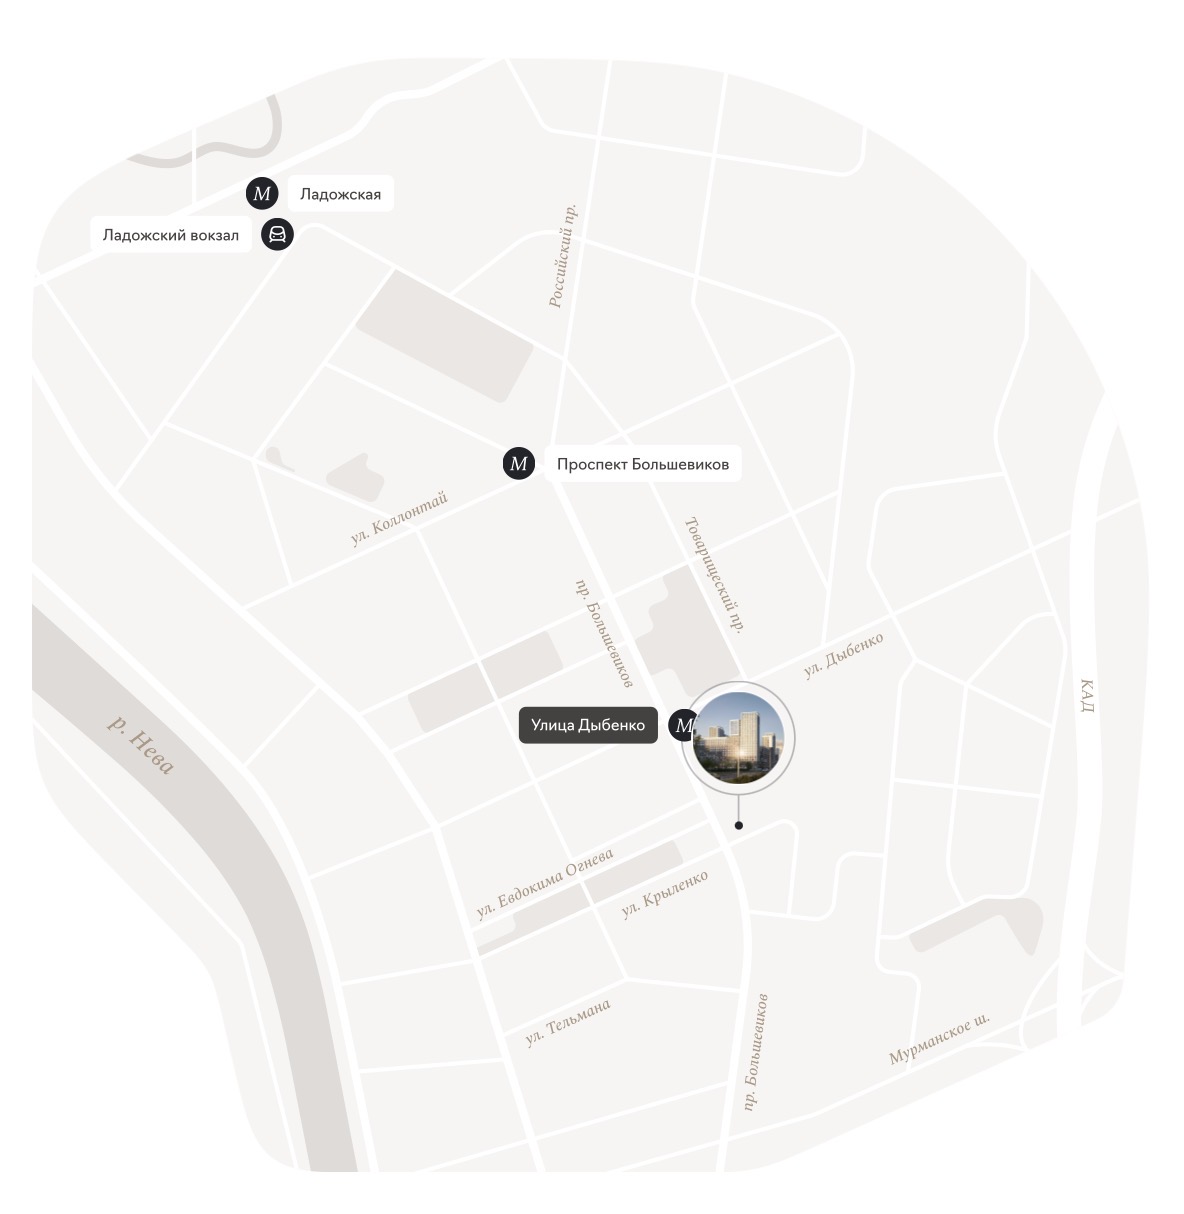 M
Ладожская
Ладожский вокзал
Российский пр.
M
Проспект Большевиков
ул. Коллонтай
Товарищеский пр.
пр. Большевиков
ул. Дыбенко
КАД
Улица Дыбенко
M
р. Нева
ул. Евдокима Огнева
ул. Крыленко
ул. Тельмана
пр. Большевиков
Мурманское ш.